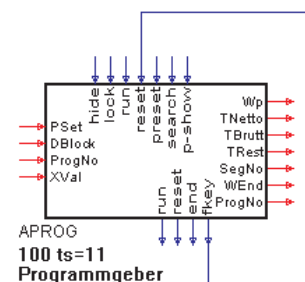 hide lock run reset preset search p-show
PSet
DBlock
ProgNo
XVal
Wp
TNetto
TBrutt
TRest
SegNo
WEnd
ProgNo
run reset end fkey
APROG
100 ts=11
Programmgeber